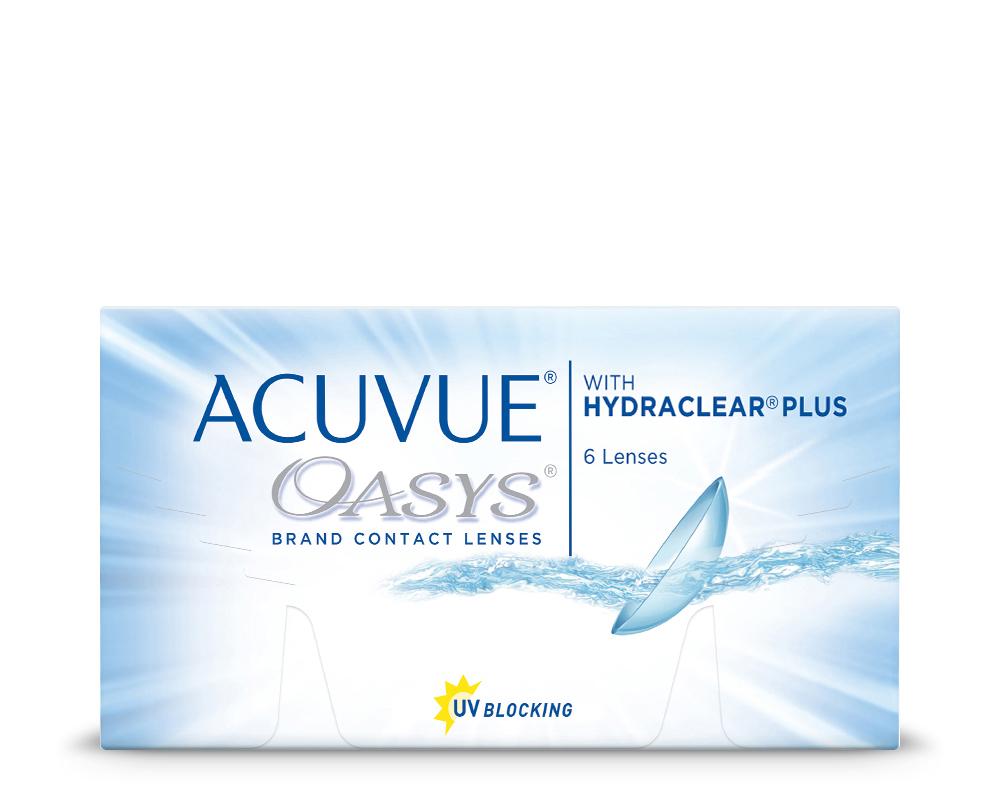 ACUVUE®
OASYS®
BRAND CONTACT LENSES
WITH
HYDRACLEAR® PLUS
6 Lenses
UV BLOCKING